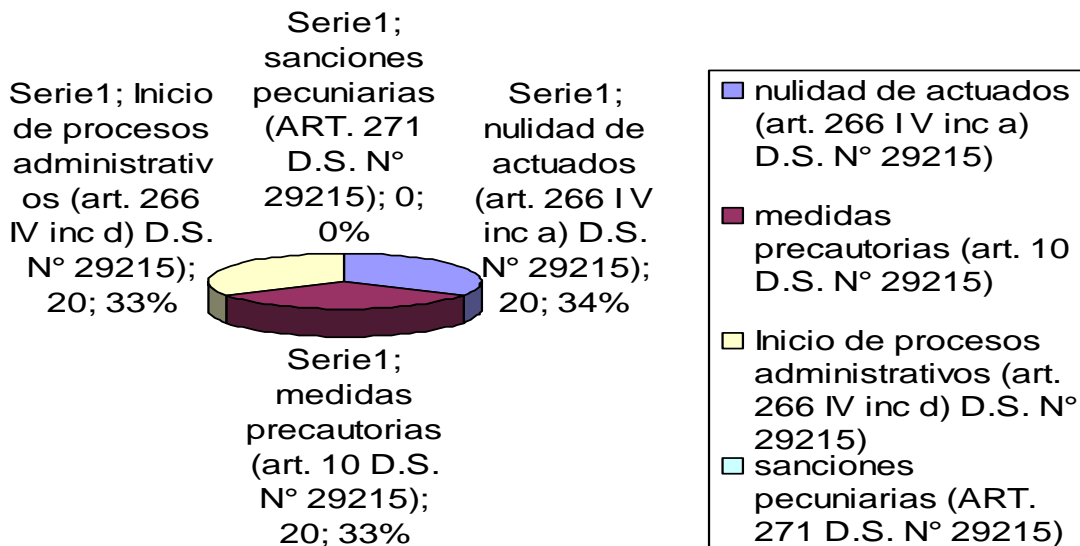 Serie1;
sanciones
pecuniarias
(ART. 271
D.S. N°
29215); 0;
0%
Serie1; Inicio
de procesos
administrativ
os (art. 266
IV inc d) D.S.
N° 29215);
20; 33%
Serie1;
nulidad de
actuados
(art. 266 I V
inc a) D.S.
N° 29215);
20; 34%
Serie1;
medidas
precautorias
(art. 10 D.S.
N° 29215);
20; 33%
nulidad de actuados
(art. 266 I V inc a)
D.S. N° 29215)
medidas
precautorias (art. 10
D.S. N° 29215)
Inicio de procesos
administrativos (art.
266 IV inc d) D.S. N°
29215)
sanciones
pecuniarias (ART.
271 D.S. N° 29215)